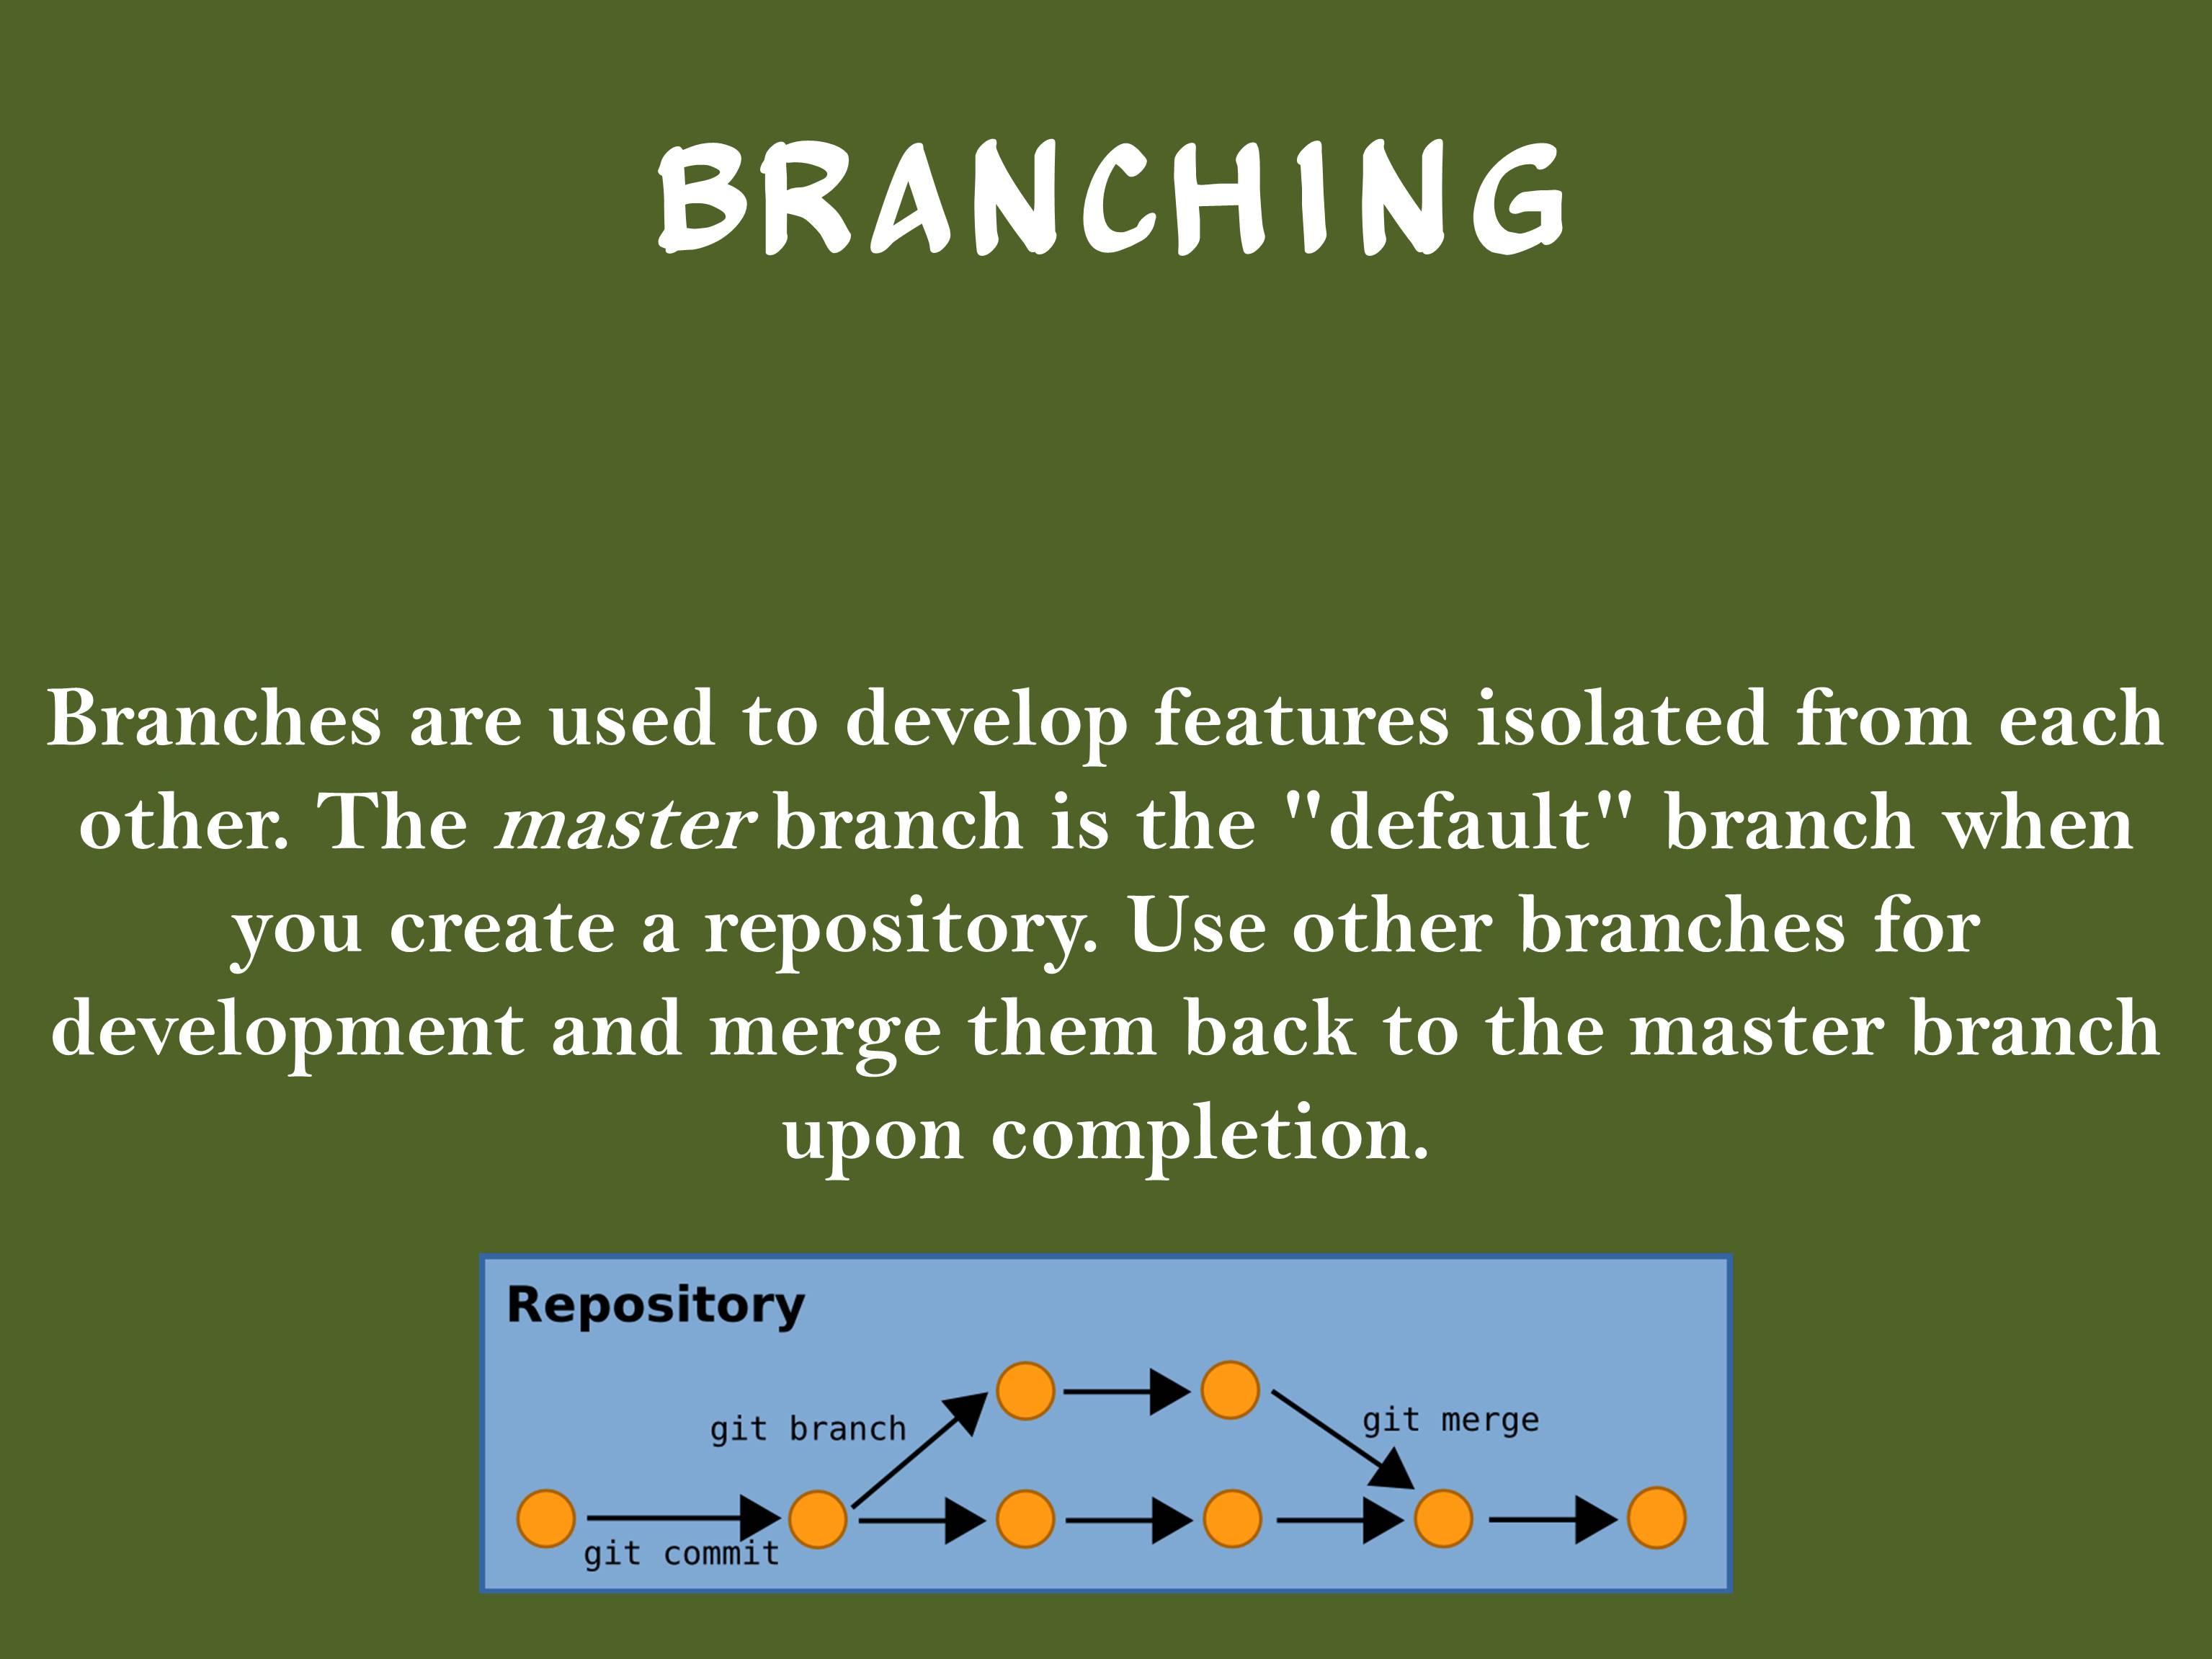 BRANCHING
Branches are used to develop features isolated from each
other. The master branch is the "default" branch when
you create a repository. Use other branches for
development and merge them back to the master branch
upon completion.
Repository
git branch
git merge
git commit